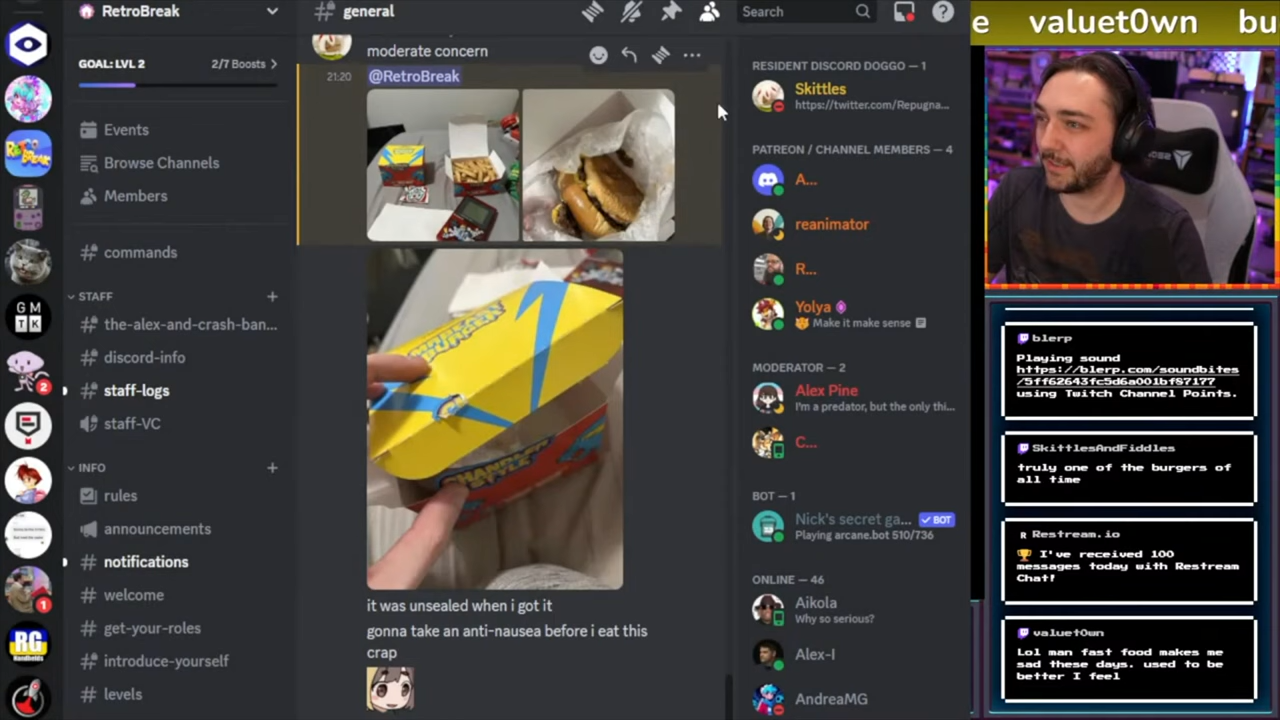 RetroBreak
GOAL: LVL 2
2/7 Boosts
Events
Browse Channels
Members
commands
STAFF
the-alex-and-crash-ban...
discord-info
staff-logs
staff-VC
INFO
rules
announcements
notifications
welcome
get-your-roles
introduce-yourself
levels
GM
TK
2
1
RG
general
Search
moderate concern
21:20
@RetroBreak
it was unsealed when i got it
gonna take an anti-nausea before i eat this
crap
RESIDENT DISCORD DOGGO — 1
Skittles
https://twitter.com/Repugna...
PATREON / CHANNEL MEMBERS — 4
A...
reanimator
R...
Yolya
Make it make sense
MODERATOR — 2
Alex Pine
I'm a predator, but the only thi...
C...
BOT — 1
Nick's secret ga...
BOT
Playing arcane.bot 510/736
ONLINE — 46
Aikola
Why so serious?
Alex-I
AndreaMG
e valuet0wn bu
blerp
Playing sound
https://blerp.com/soundbites
/5ff62643fc5d6a001bf87177
using Twitch Channel Points.
SkittlesAndFiddles
truly one of the burgers of
all time
Restream.io
I've received 100
messages today with Restream
Chat!
valuet0wn
Lol man fast food makes me
sad these days. used to be
better I feel